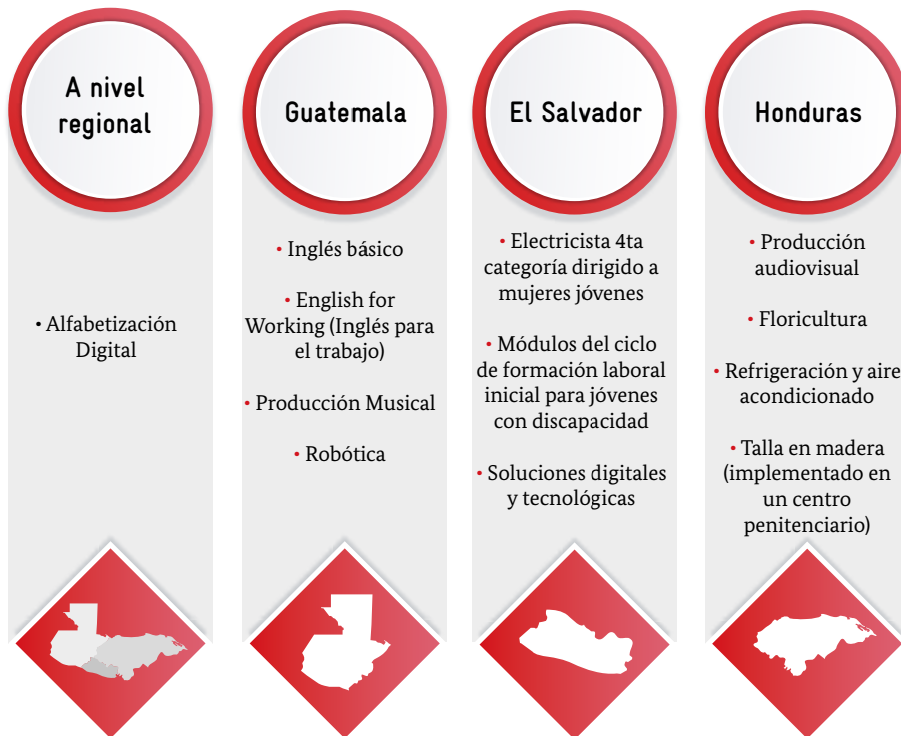 A nivel
regional
• Alfabetización
Digital
Guatemala
• Inglés básico
• English for
Working (Inglés para
el trabajo)
• Producción Musical
• Robótica
El Salvador
• Electricista 4ta
categoría dirigido a
mujeres jóvenes
• Módulos del ciclo
de formación laboral
inicial para jóvenes
con discapacidad
• Soluciones digitales
y tecnológicas
Honduras
• Producción
audiovisual
• Floricultura
• Refrigeración y aire
acondicionado
• Talla en madera
(implementado en
un centro
penitenciario)